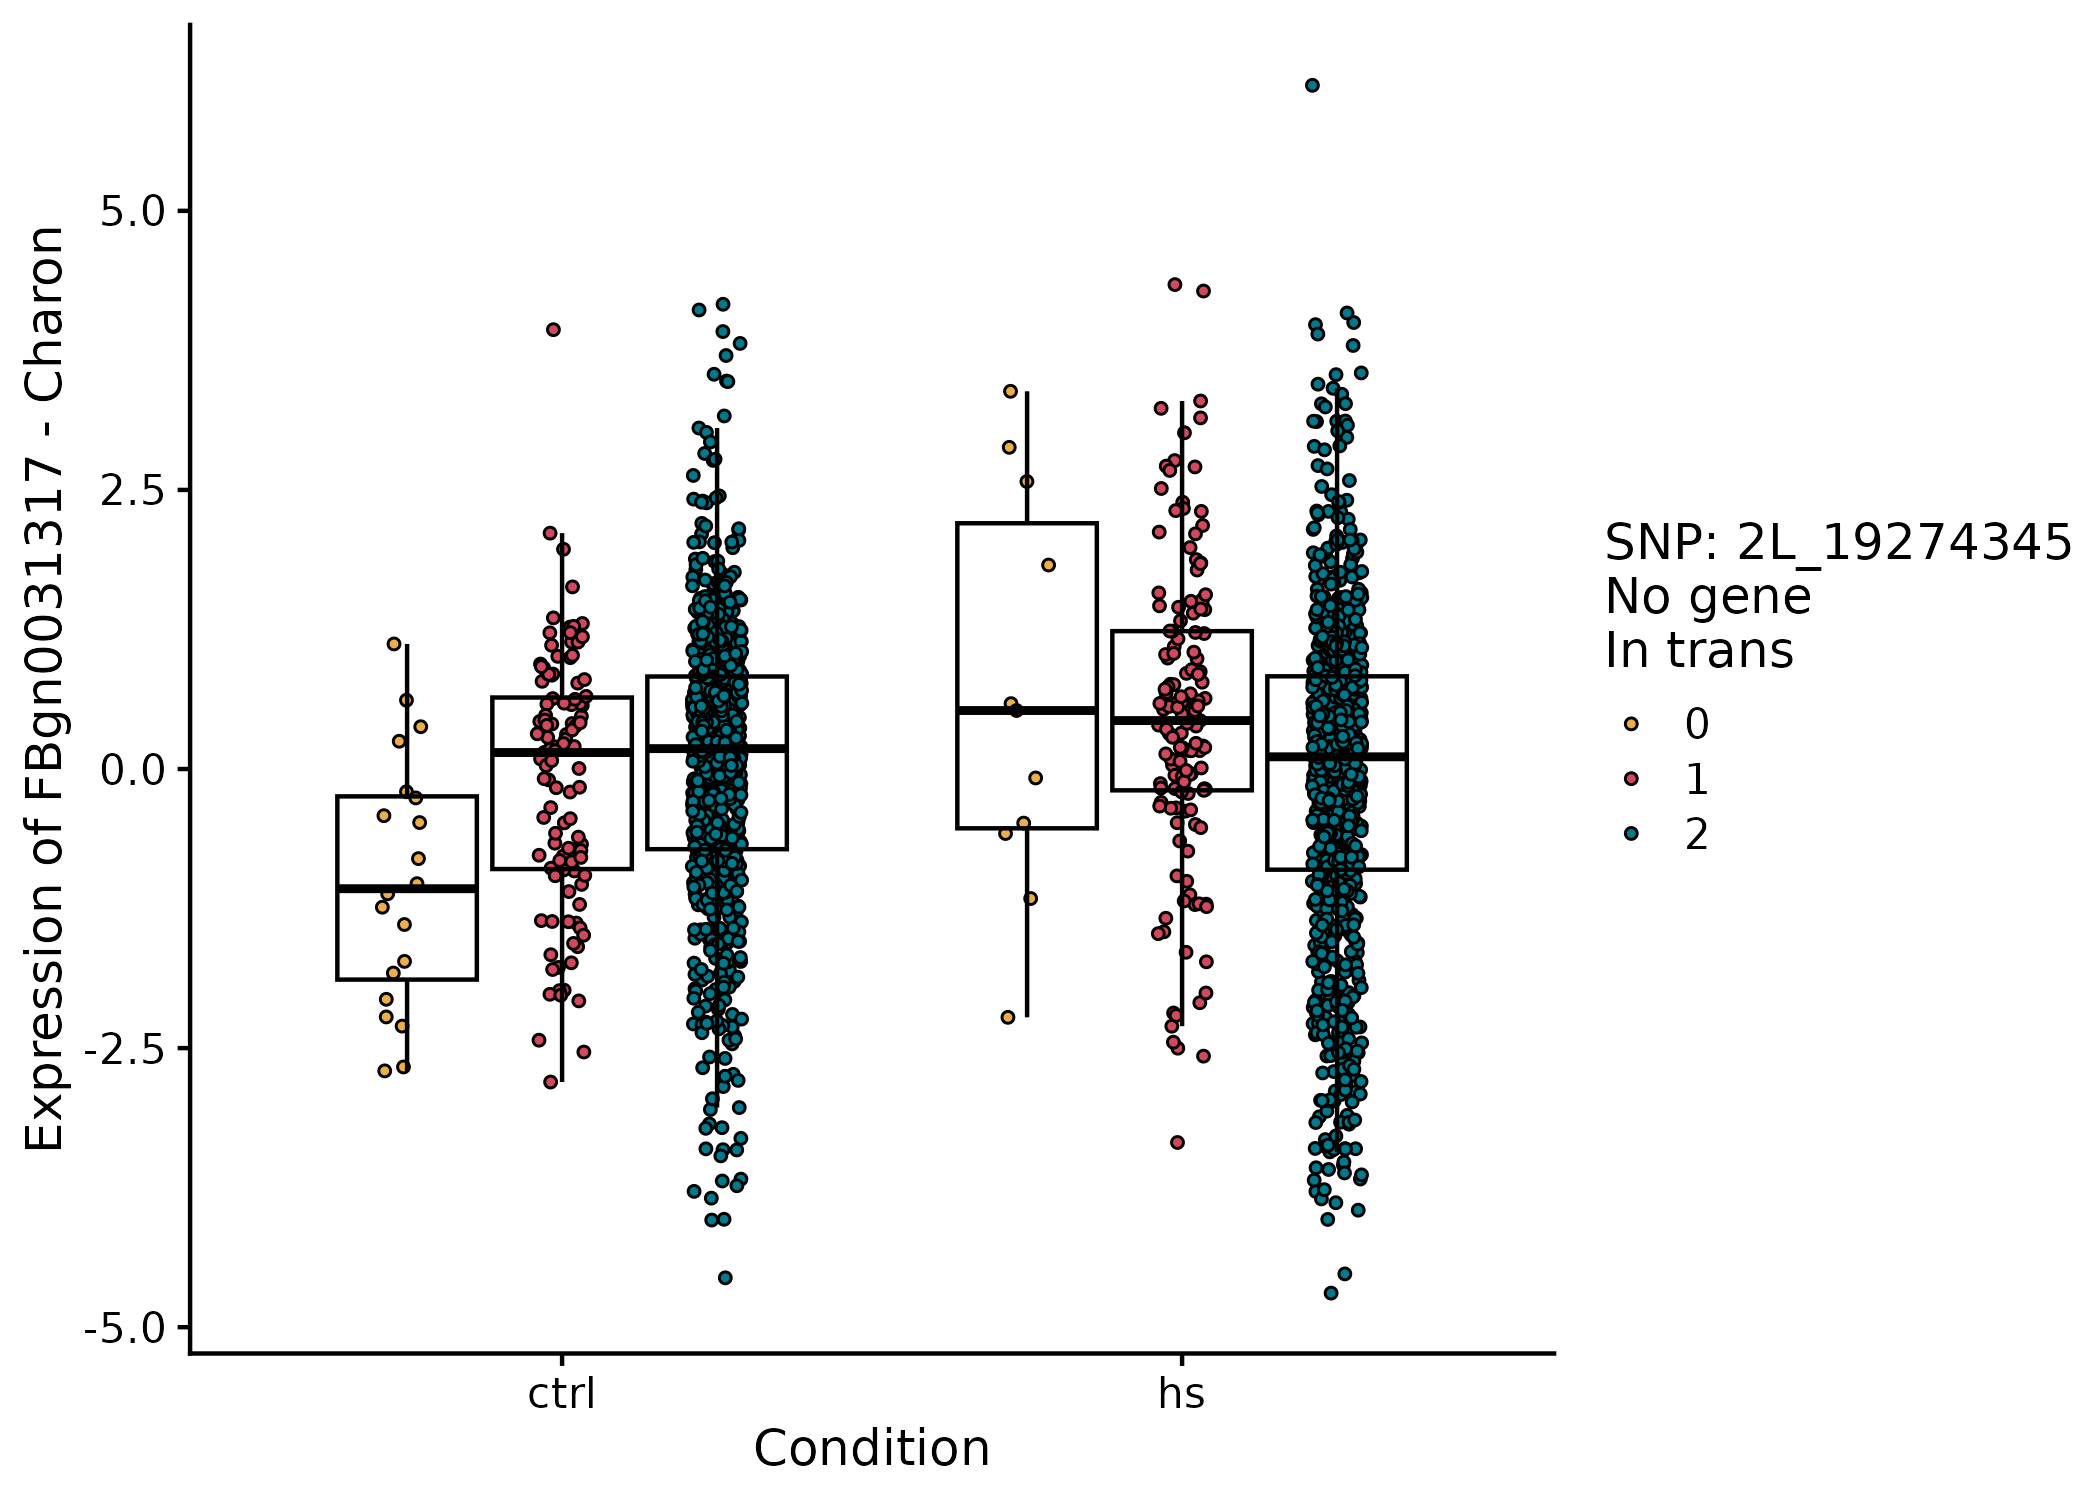 Expression of FBgn0031317 - Charon
5.0
2.5
0.0
-2.5
-5.0
ctrl
hs
Condition
SNP: 2L_19274345
No gene
In trans
0
1
2